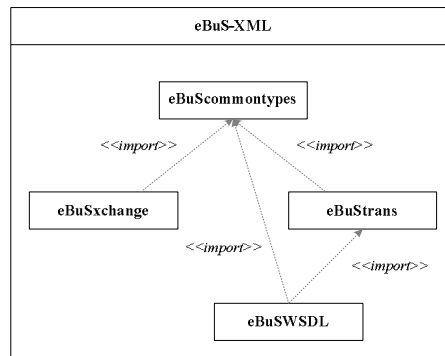 eBuS-XML
eBuScommontypes
<<import>>
<<import>>
eBuSxchange
eBuStrans
<<import>>
<<import>>
eBuSWSDL